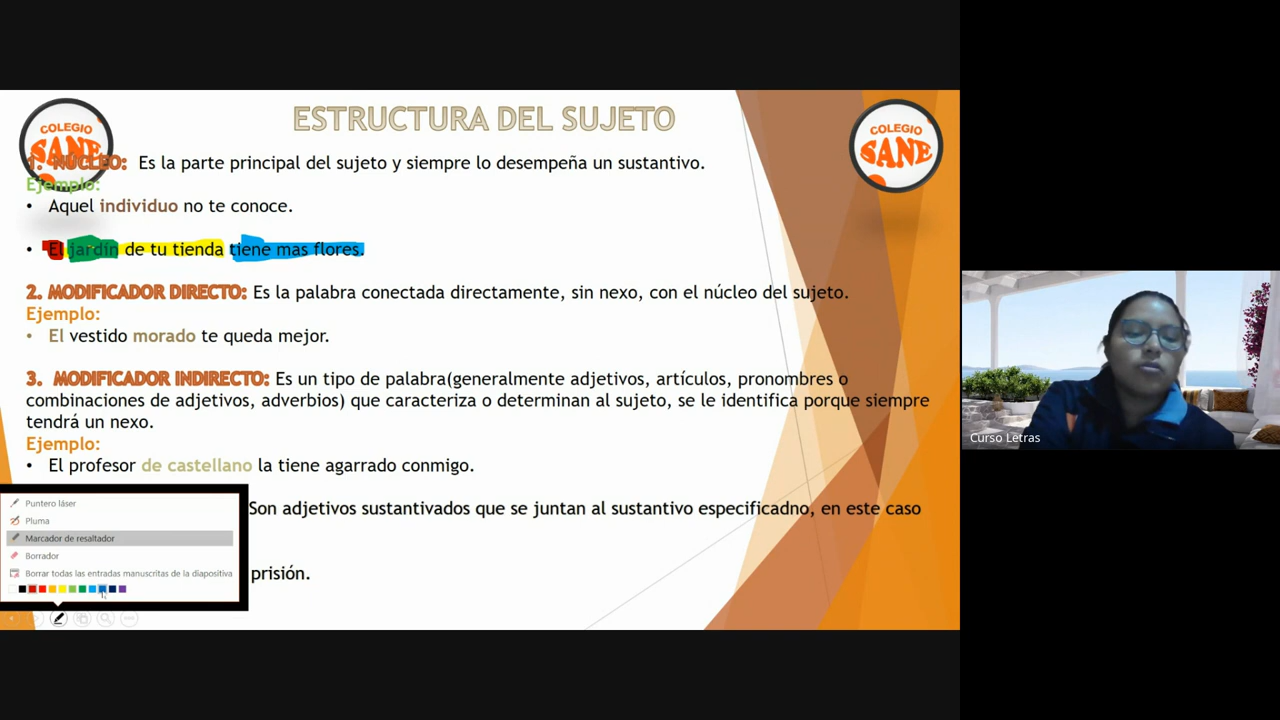 ESTRUCTURA DEL SUJETO
COLEGIO
SANE
COLEGIO
SANE
1. NÚCLEO: Es la parte principal del sujeto y siempre lo desempeña un sustantivo.
Ejemplo:
• Aquel individuo no te conoce.
• El jardín de tu tienda tiene mas flores.
2. MODIFICADOR DIRECTO: Es la palabra conectada directamente, sin nexo, con el núcleo del sujeto.
Ejemplo:
• El vestido morado te queda mejor.
3. MODIFICADOR INDIRECTO: Es un tipo de palabra(generalmente adjetivos, artículos, pronombres o
combinaciones de adjetivos, adverbios) que caracteriza o determinan al sujeto, se le identifica porque siempre
tendrá un nexo.
Ejemplo:
• El profesor de castellano la tiene agarrado conmigo.
Son adjetivos sustantivados que se juntan al sustantivo especificadno, en este caso
prisión.
Puntero láser
Pluma
Marcador de resaltador
Borrador
Borrar todas las entradas manuscritas de la diapositiva
Curso Letras